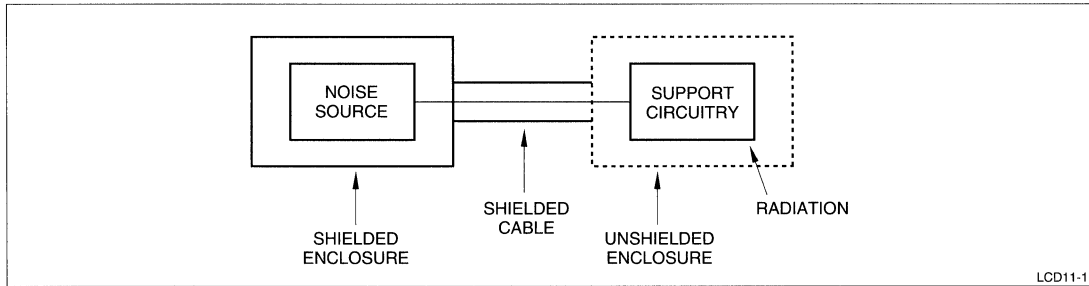 NOISE
SOURCE
SUPPORT
CIRCUITRY
SHIELDED
CABLE
RADIATION
SHIELDED
ENCLOSURE
UNSHIELDED
ENCLOSURE
LCD11-1